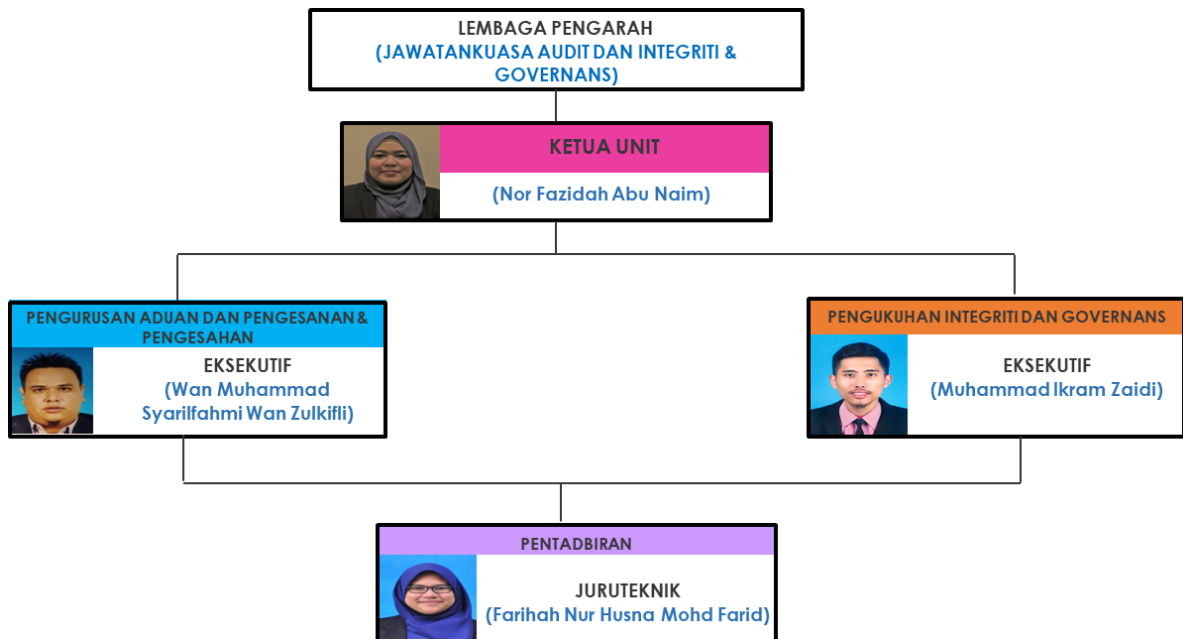 LEMBAGA PENGARAH
(JAWATANKUASA AUDIT DAN INTEGRITI &
GOVERNANS)
KETUA UNIT
(Nor Fazidah Abu Naim)
PENGURUSAN ADUAN DAN PENGESANAN &
PENGESAHAN
EKSEKUTIF
(Wan Muhammad
Syarilfahmi Wan Zulkifli)
PENGUKUHAN INTEGRITI DAN GOVERNANS
EKSEKUTIF
(Muhammad Ikram Zaidi)
PENTADBIRAN
JURUTEKNIK
(Farihah Nur Husna Mohd Farid)